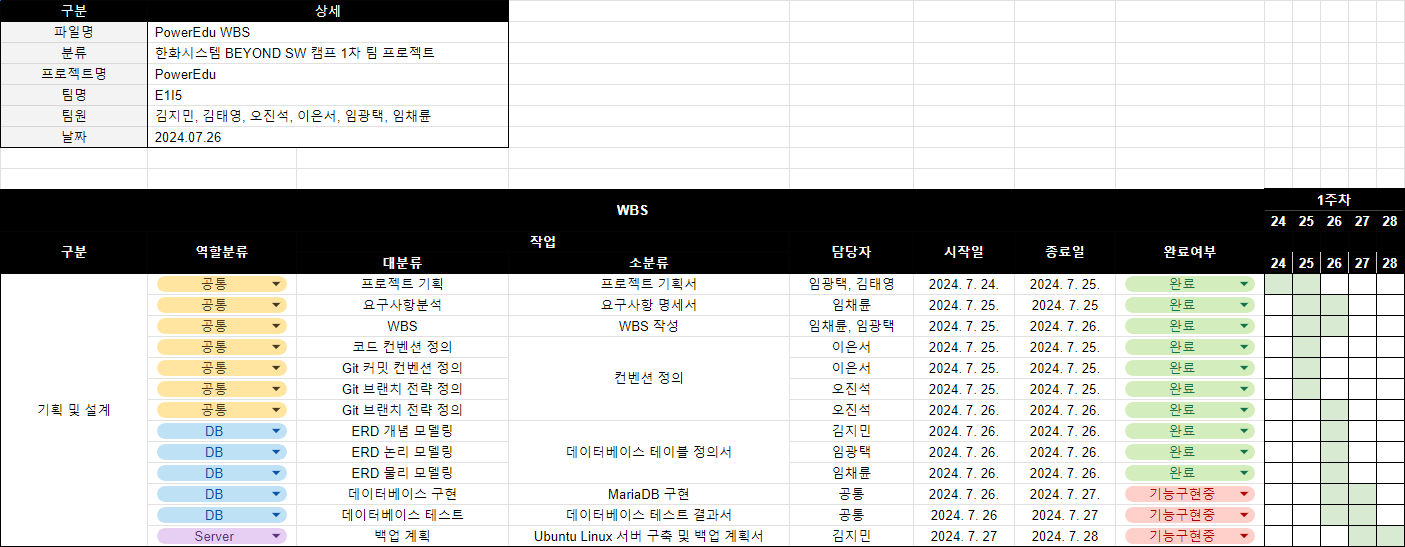 구분 상세
파일명 PowerEdu WBS
분류 한화시스템 BEYOND SW 캠프 1차 팀 프로젝트
프로젝트명 PowerEdu
팀명 E1I5
팀원 김지민, 김태영, 오진석, 이은서, 임광택, 임채륜
날짜 2024.07.26
WBS 1주차
24 25 26 27 28
구분 역할분류 작업 담당자 시작일 종료일 완료여부
대분류 소분류 24 25 26 27 28
공통 프로젝트 기획 프로젝트 기획서 임광택, 김태영 2024. 7. 24. 2024. 7. 25. 완료
공통 요구사항분석 요구사항 명세서 임채륜 2024. 7. 25. 2024. 7. 25 완료
공통 WBS WBS 작성 임채륜, 임광택 2024. 7. 25. 2024. 7. 26. 완료
공통 코드 컨벤션 정의 이은서 2024. 7. 25. 2024. 7. 25. 완료
공통 Git 커밋 컨벤션 정의 컨벤션 정의 이은서 2024. 7. 25. 2024. 7. 25. 완료
공통 Git 브랜치 전략 정의 오진석 2024. 7. 25. 2024. 7. 25. 완료
기획 및 설계 공통 Git 브랜치 전략 정의 오진석 2024. 7. 26. 2024. 7. 26. 완료
DB ERD 개념 모델링 김지민 2024. 7. 26. 2024. 7. 26. 완료
DB ERD 논리 모델링 데이터베이스 테이블 정의서 임광택 2024. 7. 26. 2024. 7. 26. 완료
DB ERD 물리 모델링 임채륜 2024. 7. 26. 2024. 7. 26. 완료
DB 데이터베이스 구현 MariaDB 구현 공통 2024. 7. 26. 2024. 7. 27. 기능구현중
DB 데이터베이스 테스트 데이터베이스 테스트 결과서 공통 2024. 7. 26 2024. 7. 27 기능구현중
Server 백업 계획 Ubuntu Linux 서버 구축 및 백업 계획서 김지민 2024. 7. 27 2024. 7. 28 기능구현중